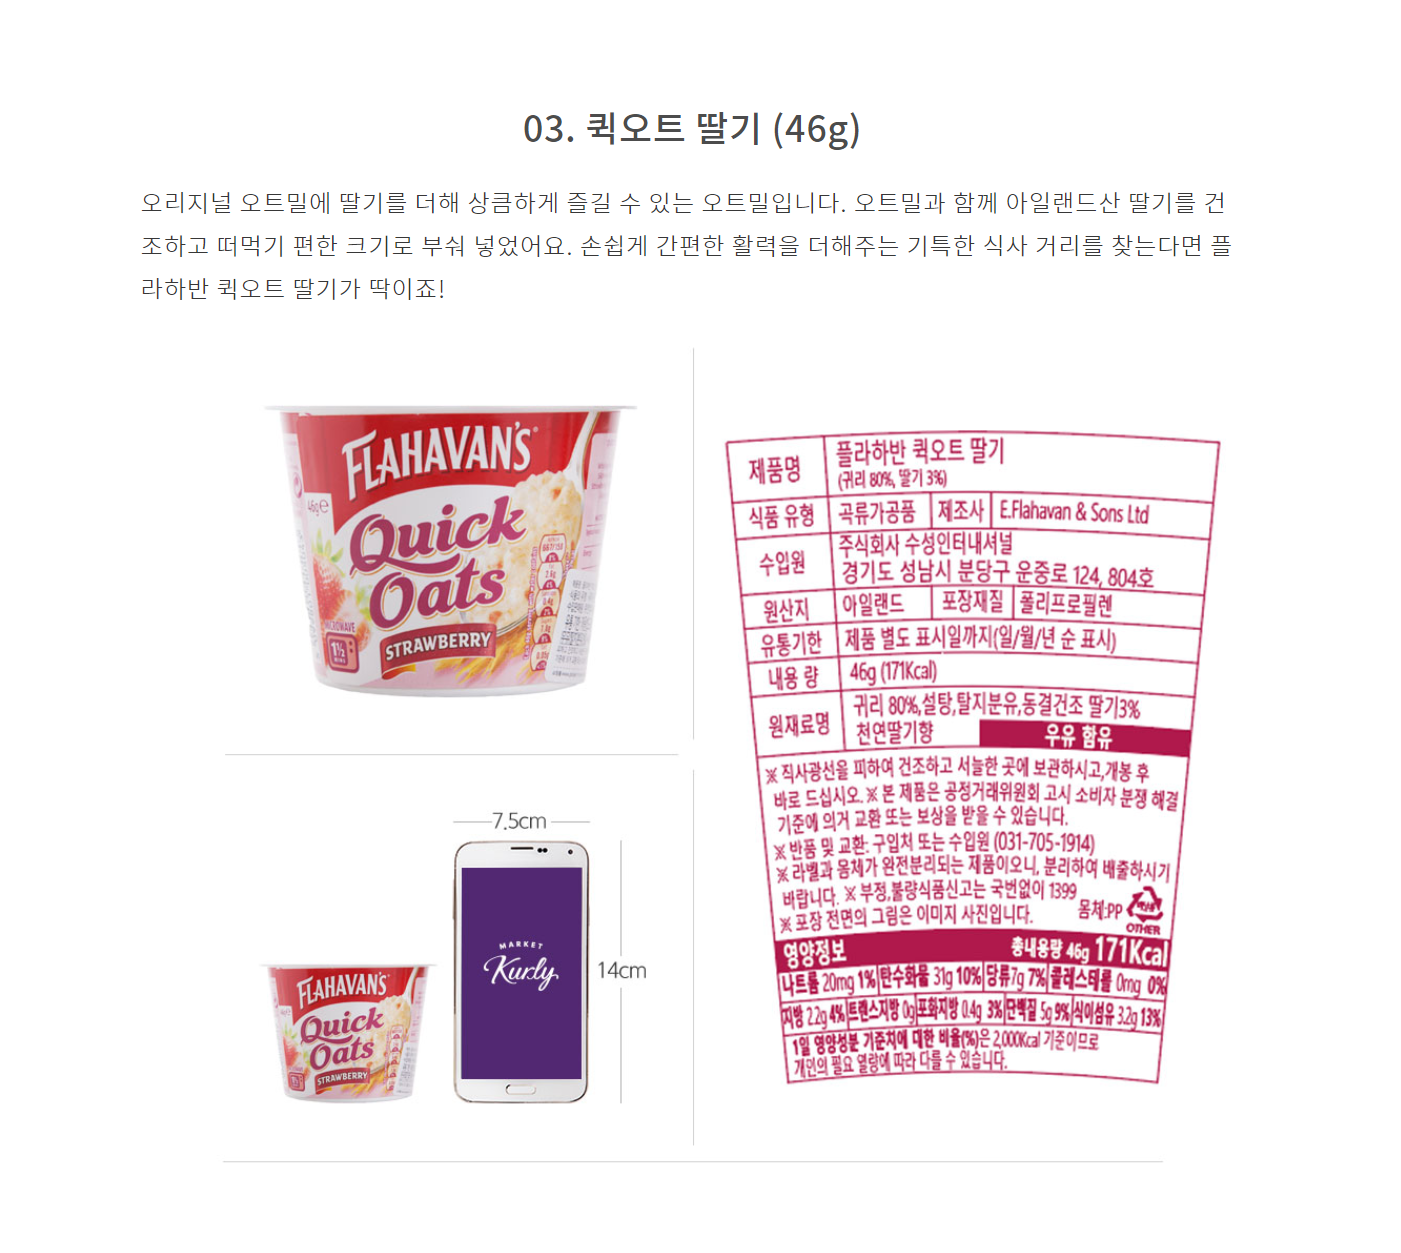 03. 퀵오트 딸기 (46g)
오리지널 오트밀에 딸기를 더해 상큼하게 즐길 수 있는 오트밀입니다. 오트밀과 함께 아일랜드산 딸기를 건
조하고 떠먹기 편한 크기로 부숴 넣었어요. 손쉽게 간편한 활력을 더해주는 기특한 식사 거리를 찾는다면 플
라하반 퀵오트 딸기가 딱이죠!
FLAHAVAN'S
46g e
Quick
Oats
STRAWBERRY
MICROWAVE
1½
MINS
제품명 플라하반 퀵오트 딸기
(귀리 80%, 딸기 3%)
식품 유형 곡류가공품 제조사 E.Flahavan & Sons Ltd
수입원 주식회사 수성인터내셔널
경기도 성남시 분당구 운중로 124, 804호
원산지 아일랜드 포장재질 폴리프로필렌
유통기한 제품 별도 표시일까지(일/월/년 순 표시)
내용 량 46g (171Kcal)
원재료명 귀리 80%,설탕,탈지분유,동결건조 딸기3%
천연딸기향 우유 함유
※ 직사광선을 피하여 건조하고 서늘한 곳에 보관하시고,개봉 후
바로 드십시오. ※ 본 제품은 공정거래위원회 고시 소비자 분쟁 해결
기준에 의거 교환 또는 보상을 받을 수 있습니다.
※ 반품 및 교환: 구입처 또는 수입원 (031-705-1914)
※ 라벨과 몸체가 완전분리되는 제품이오니, 분리하여 배출하시기
바랍니다. ※ 부정,불량식품신고는 국번없이 1399
※ 포장 전면의 그림은 이미지 사진입니다. 몸체:PP
OTHER
영양정보 총내용량 46g 171Kcal
나트륨 20mg 1% 탄수화물 31g 10% 당류7g 7% 콜레스테롤 0mg 0%
지방 2.2g 4% 트랜스지방 0g 포화지방 0.4g 3% 단백질 5g 9% 식이섬유 3.2g 13%
1일 영양성분 기준치에 대한 비율(%)은 2,000Kcal 기준이므로
개인의 필요 열량에 따라 다를 수 있습니다.
7.5cm
MARKET
Kurly
14cm
FLAHAVAN'S
Quick
Oats
STRAWBERRY